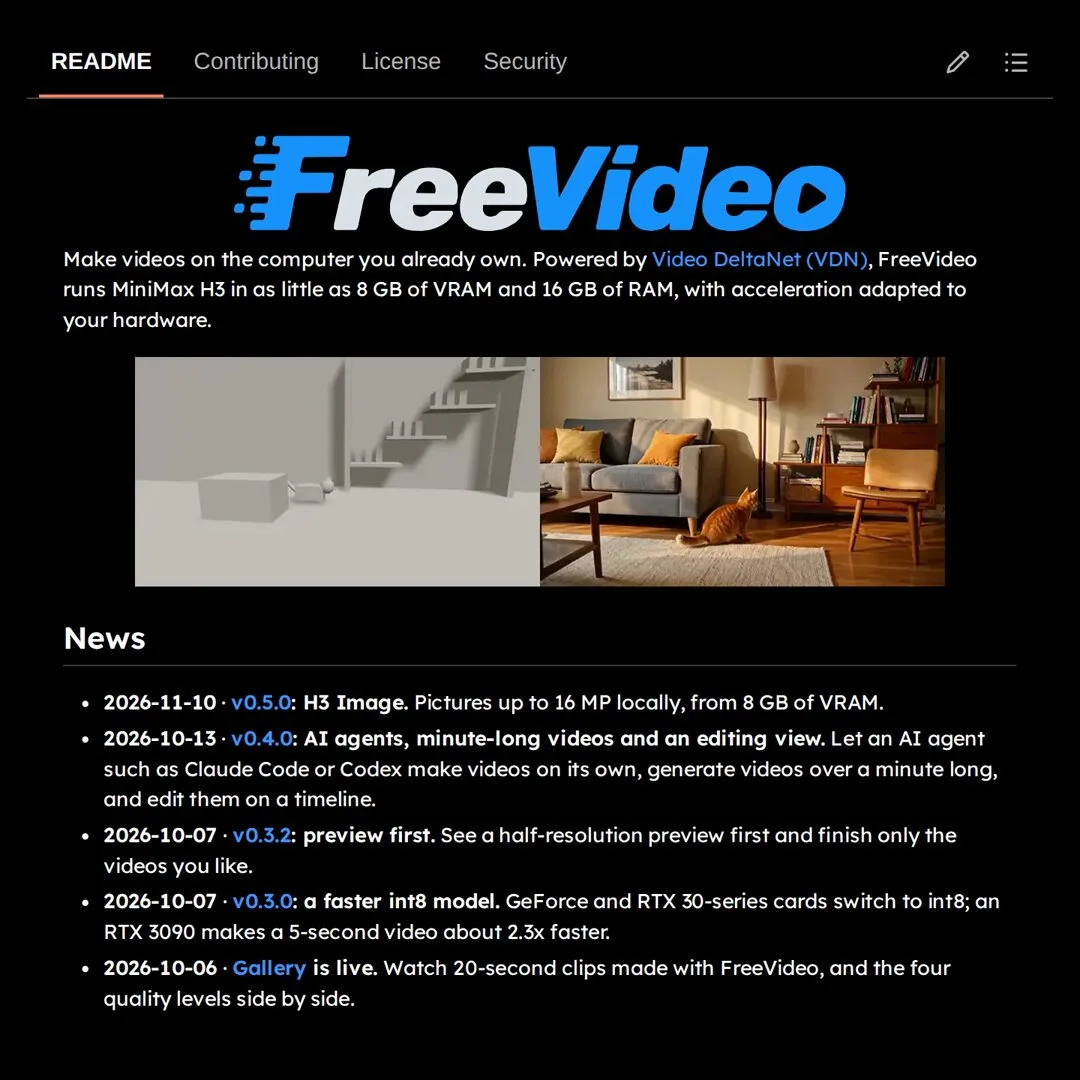 README Contributing License Security
FreeVideo
Make videos on the computer you already own. Powered by Video DeltaNet (VDN), FreeVideo
runs MiniMax H3 in as little as 8 GB of VRAM and 16 GB of RAM, with acceleration adapted to
your hardware.
News
• 2026-11-10 · v0.5.0: H3 Image. Pictures up to 16 MP locally, from 8 GB of VRAM.
• 2026-10-13 · v0.4.0: AI agents, minute-long videos and an editing view. Let an AI agent
such as Claude Code or Codex make videos on its own, generate videos over a minute long,
and edit them on a timeline.
• 2026-10-07 · v0.3.2: preview first. See a half-resolution preview first and finish only the
videos you like.
• 2026-10-07 · v0.3.0: a faster int8 model. GeForce and RTX 30-series cards switch to int8; an
RTX 3090 makes a 5-second video about 2.3x faster.
• 2026-10-06 · Gallery is live. Watch 20-second clips made with FreeVideo, and the four
quality levels side by side.